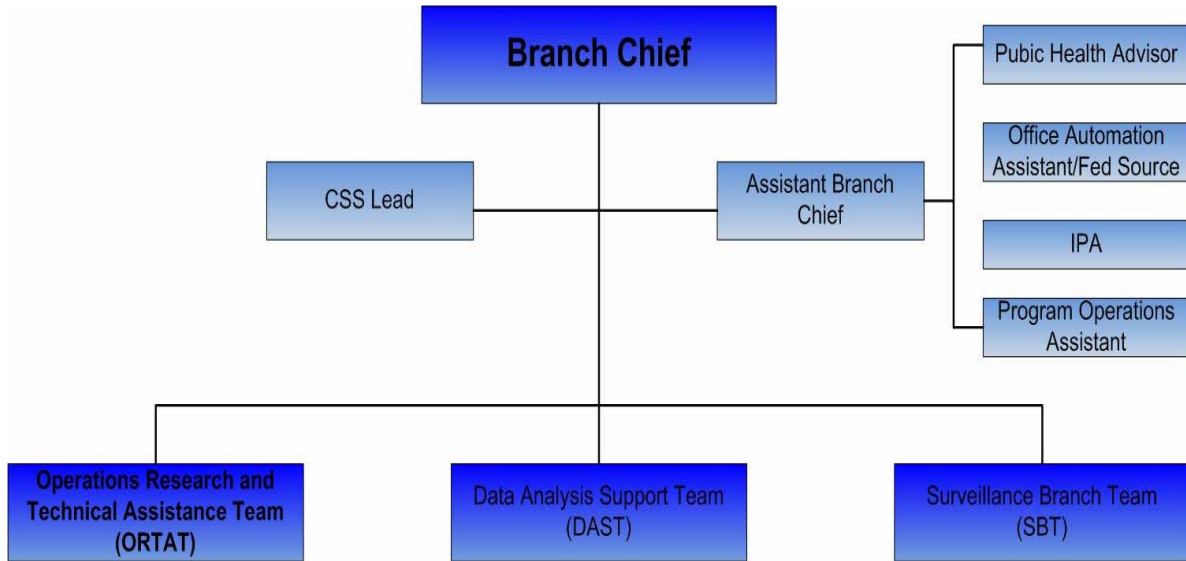 Branch Chief
Pubic Health Advisor
Office Automation
Assistant/Fed Source
CSS Lead
Assistant Branch
Chief
IPA
Program Operations
Assistant
Operations Research and
Technical Assistance Team
(ORTAT)
Data Analysis Support Team
(DAST)
Surveillance Branch Team
(SBT)